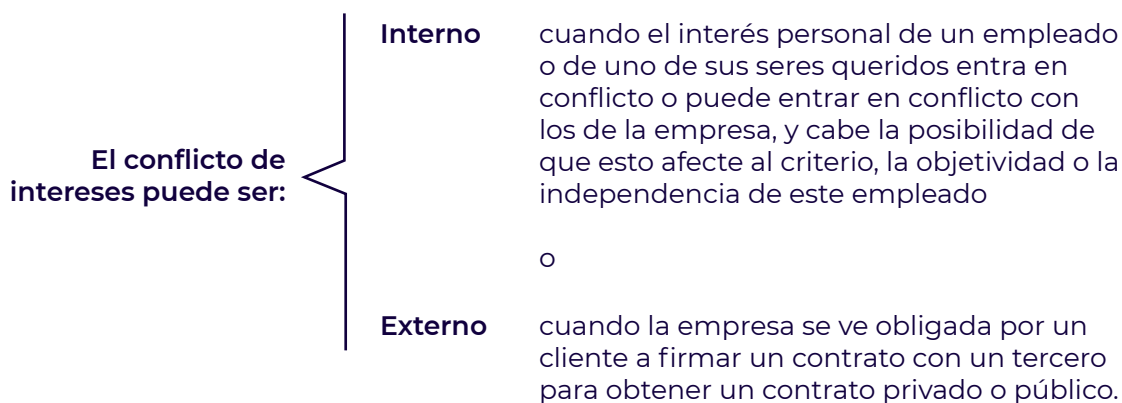 El conflicto de
intereses puede ser:
Interno
cuando el interés personal de un empleado
o de uno de sus seres queridos entra en
conflicto o puede entrar en conflicto con
los de la empresa, y cabe la posibilidad de
que esto afecte al criterio, la objetividad o la
independencia de este empleado
o
Externo
cuando la empresa se ve obligada por un
cliente a firmar un contrato con un tercero
para obtener un contrato privado o público.